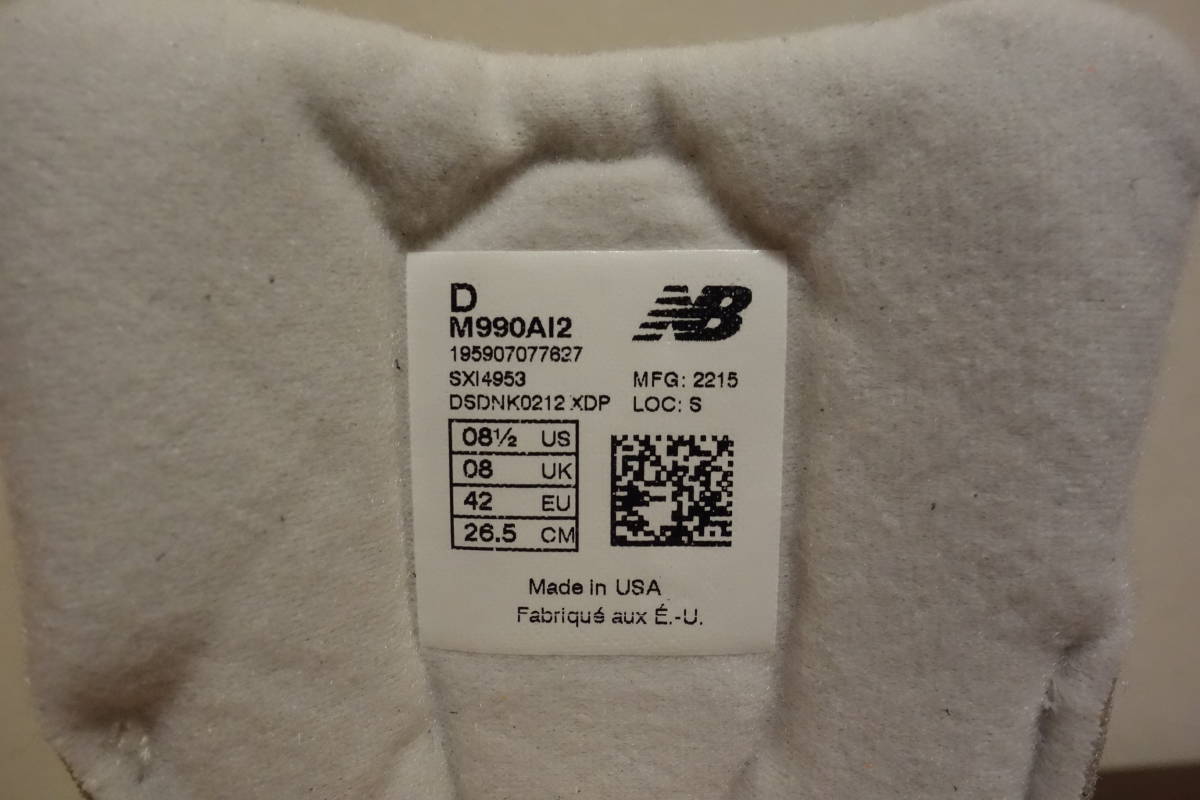 D
M990AI2
NB
195907077627
SXI4953
MFG: 2215
DSDNK0212 XDP
LOC: S
08½ US
08 UK
42 EU
26.5 CM
Made in USA
Fabriqué aux É.-U.